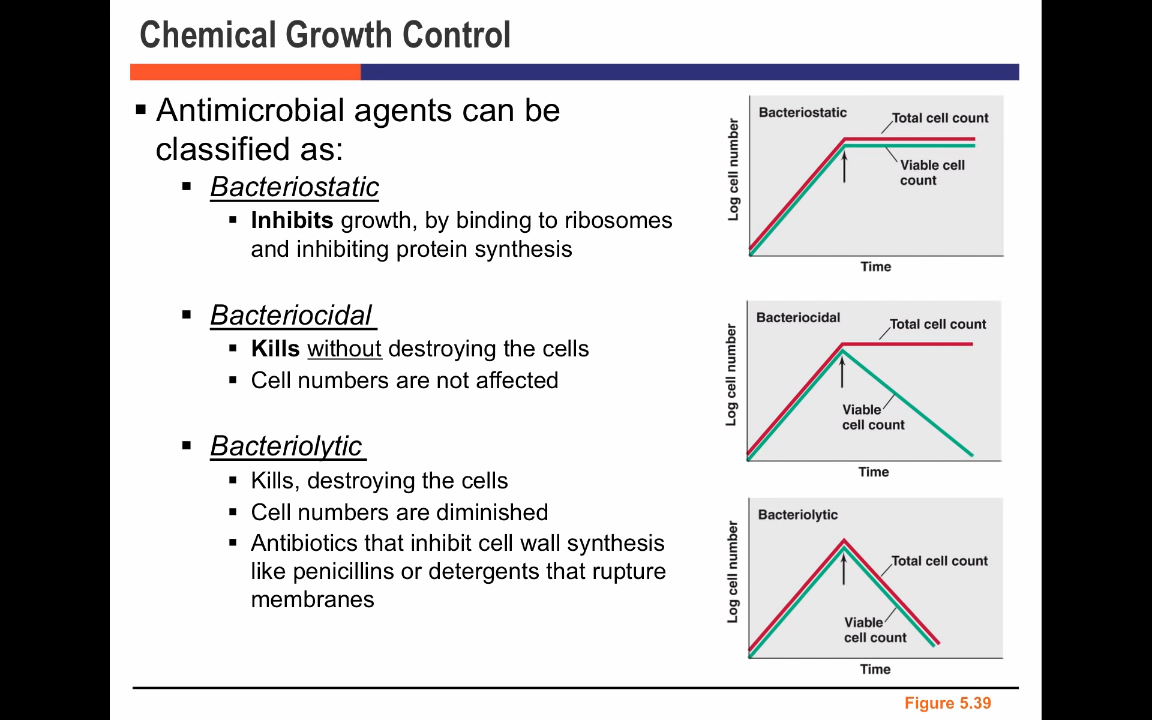 Chemical Growth Control
▪ Antimicrobial agents can be
classified as:
▪ Bacteriostatic
▪ Inhibits growth, by binding to ribosomes
and inhibiting protein synthesis
▪ Bacteriocidal
▪ Kills without destroying the cells
▪ Cell numbers are not affected
▪ Bacteriolytic
▪ Kills, destroying the cells
▪ Cell numbers are diminished
▪ Antibiotics that inhibit cell wall synthesis
like penicillins or detergents that rupture
membranes
Bacteriostatic
Total cell count
Viable cell
count
Log cell number
Time
Bacteriocidal
Total cell count
Viable
cell count
Log cell number
Time
Bacteriolytic
Total cell count
Viable
cell count
Log cell number
Time
Figure 5.39